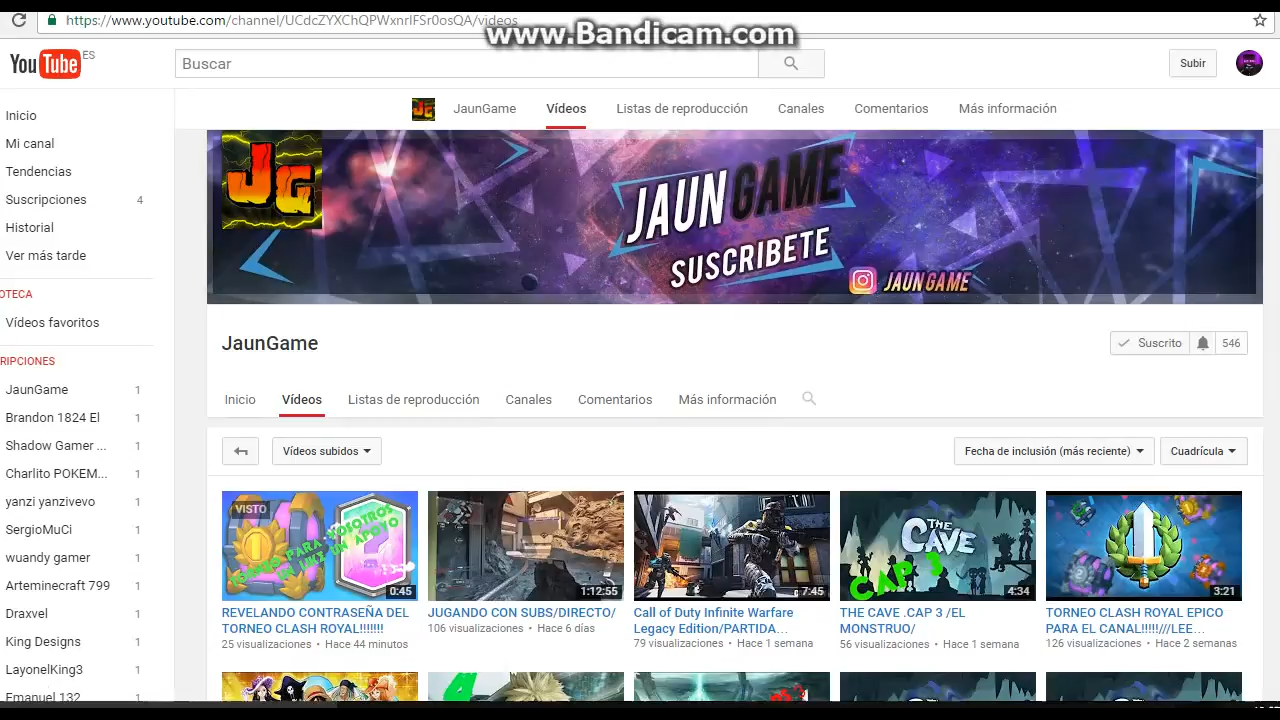 https://www.youtube.com/channel/UCdcZYXChQPWxnrIFSr0osQA/videos
www.Bandicam.com
YouTube ES
Buscar
Subir
JG
JaunGame
Vídeos
Listas de reproducción
Canales
Comentarios
Más información
Inicio
Mi canal
Tendencias
Suscripciones 4
Historial
Ver más tarde
OTECA
Vídeos favoritos
RIPCIONES
JaunGame 1
Brandon 1824 El 1
Shadow Gamer ... 1
Charlito POKEM... 1
yanzi yanzivevo 1
SergioMuCi 1
wuandy gamer 1
Arteminecraft 799 1
Draxvel 1
King Designs 1
LayonelKing3 1
Emanuel 132 1
JG
JAUN GAME
SUSCRIBETE
JAUNGAME
JaunGame
Suscrito 546
Inicio
Vídeos
Listas de reproducción
Canales
Comentarios
Más información
Vídeos subidos
Fecha de inclusión (más reciente)
Cuadrícula
VISTO
0:45
REVELANDO CONTRASEÑA DEL
TORNEO CLASH ROYAL!!!!!!!
25 visualizaciones • Hace 44 minutos
1:12:55
JUGANDO CON SUBS/DIRECTO/
106 visualizaciones • Hace 6 días
7:45
Call of Duty Infinite Warfare
Legacy Edition/PARTIDA...
79 visualizaciones • Hace 1 semana
THE CAVE
CAP 3
4:34
THE CAVE .CAP 3 /EL
MONSTRUO/
56 visualizaciones • Hace 1 semana
3:21
TORNEO CLASH ROYAL EPICO
PARA EL CANAL!!!!!///LEE...
126 visualizaciones • Hace 2 semanas